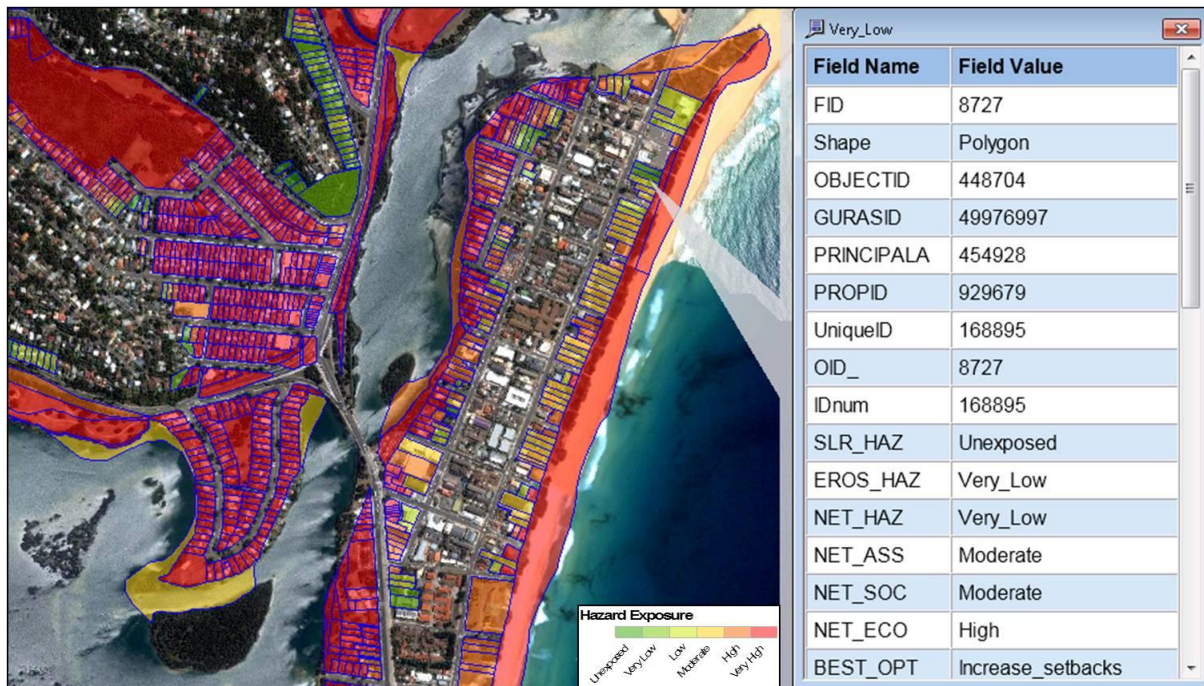 Very_Low
Field Name Field Value
FID 8727
Shape Polygon
OBJECTID 448704
GURASID 49976997
PRINCIPALA 454928
PROPID 929679
UniqueID 168895
OID_ 8727
IDnum 168895
SLR_HAZ Unexposed
EROS_HAZ Very_Low
NET_HAZ Very_Low
NET_ASS Moderate
NET_SOC Moderate
NET_ECO High
BEST_OPT Increase_setbacks
Hazard Exposure
Unexposed Very Low Low Moderate High Very High